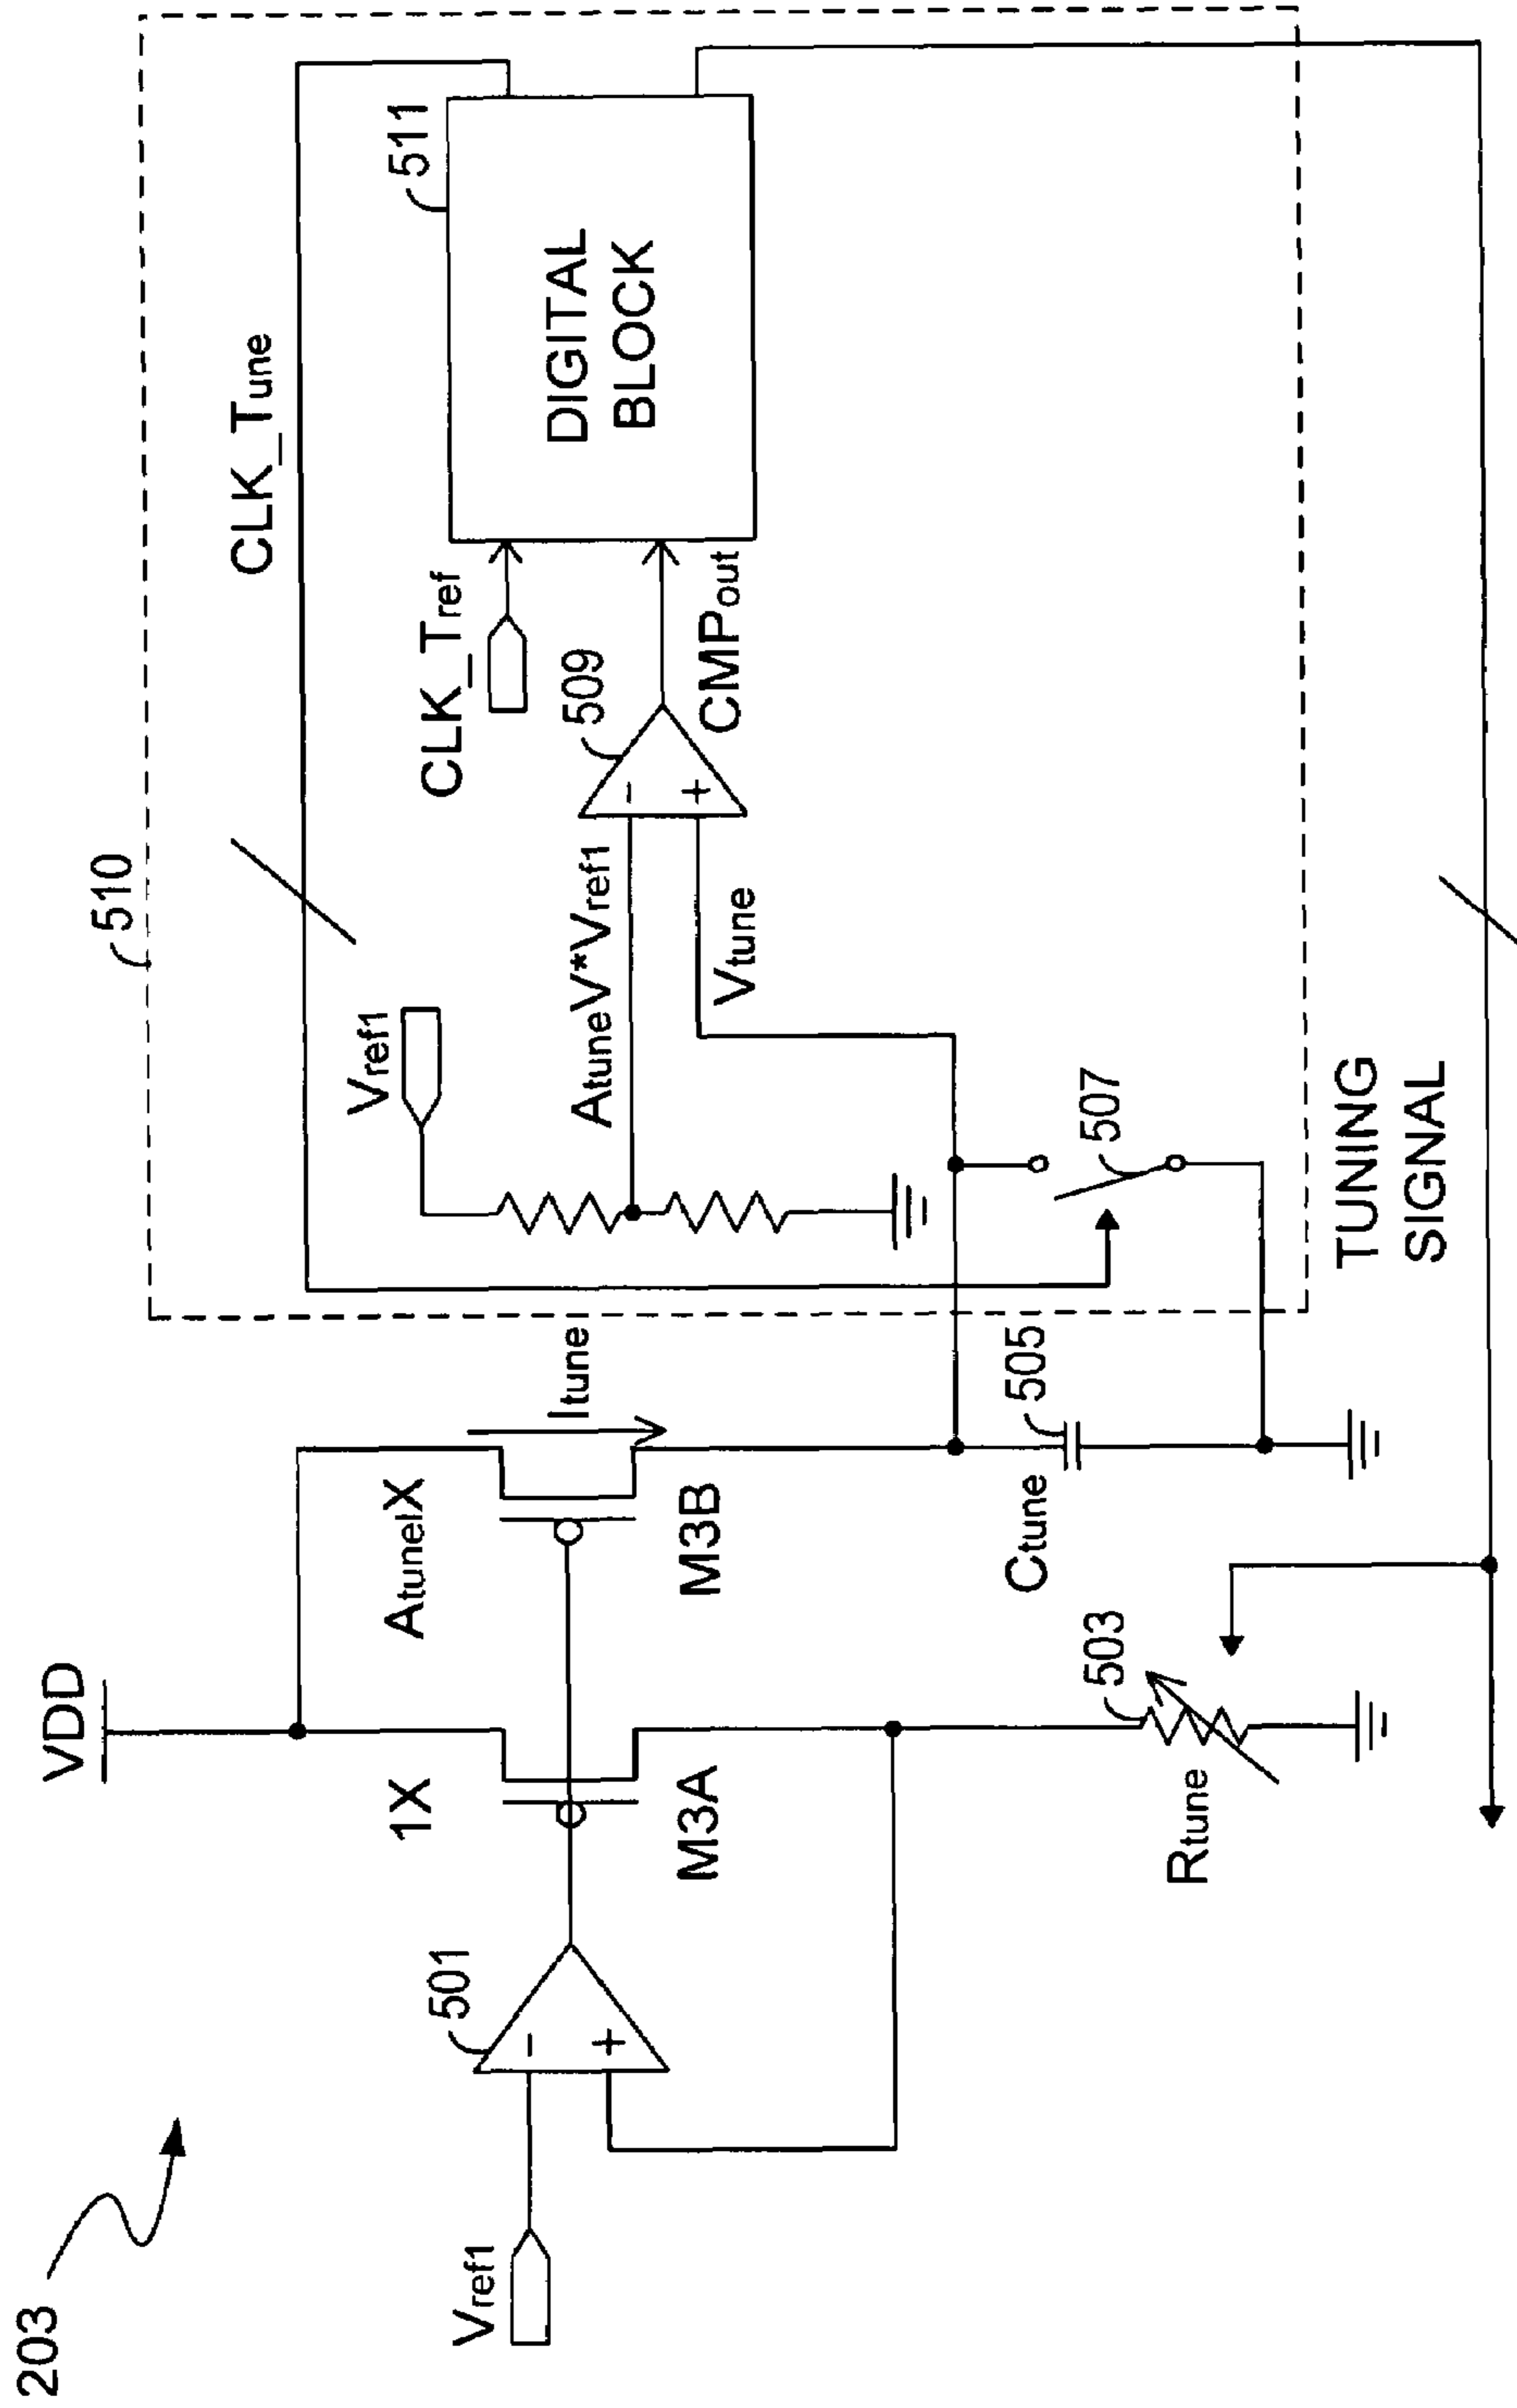 203
VDD
510
CLK_Tune
1X
AtuneIX
Itune
Vref1
CLK_Tref
511
501
AtuneV*Vref1
509
DIGITAL
BLOCK
Vref1
-
+
M3A
M3B
Vtune
-
+
CMPout
503
Ctune
505
507
Rtune
TUNING
SIGNAL